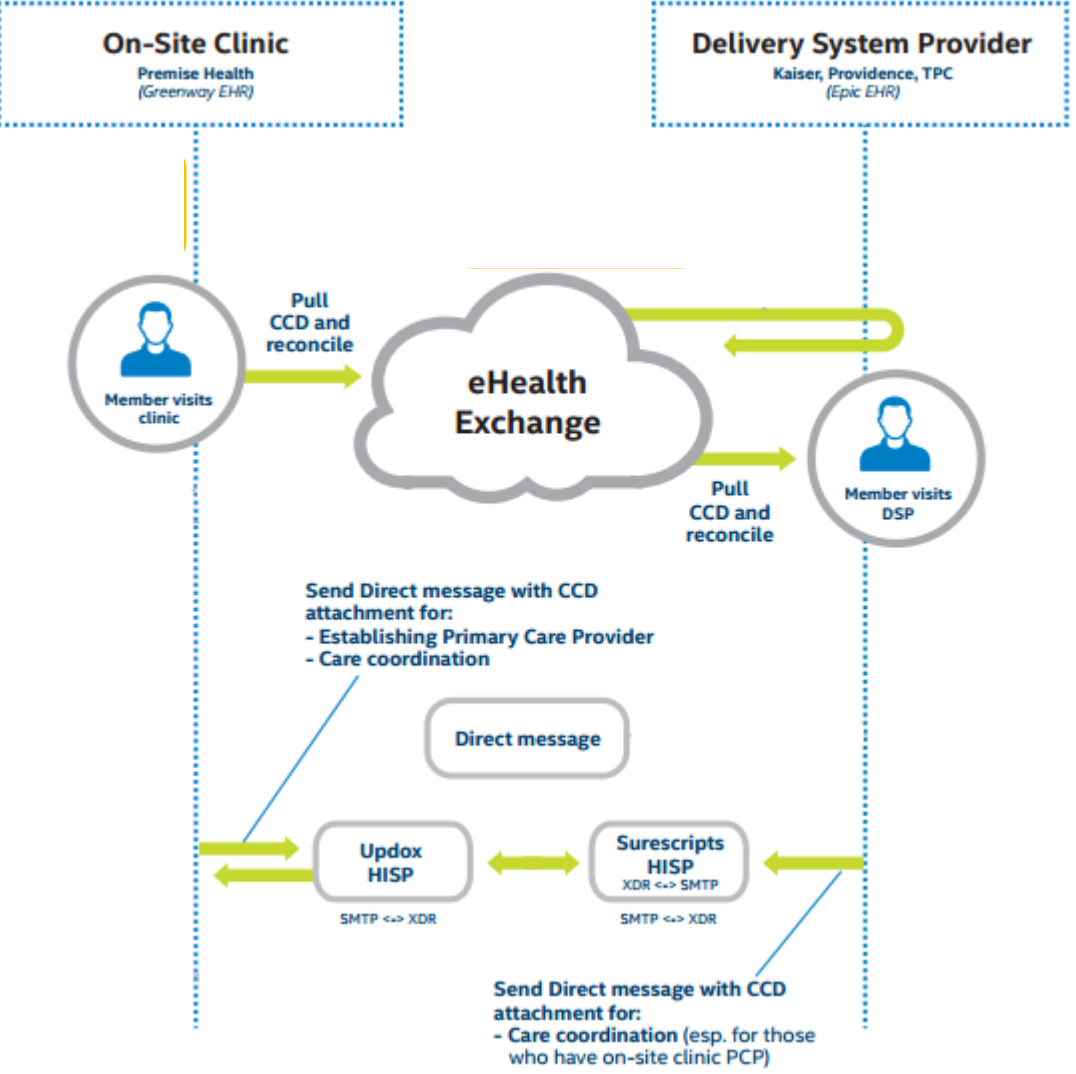 On-Site Clinic
Premise Health
(Greenway EHR)
Delivery System Provider
Kaiser, Providence, TPC
(Epic EHR)
Pull
CCD and
reconcile
Member visits
clinic
eHealth
Exchange
Pull
CCD and
reconcile
Member visits
DSP
Send Direct message with CCD
attachment for:
- Establishing Primary Care Provider
- Care coordination
Direct message
Updox
HISP
SMTP <-> XDR
Surescripts
HISP
XDR <-> SMTP
SMTP <-> XDR
Send Direct message with CCD
attachment for:
- Care coordination (esp. for those
who have on-site clinic PCP)